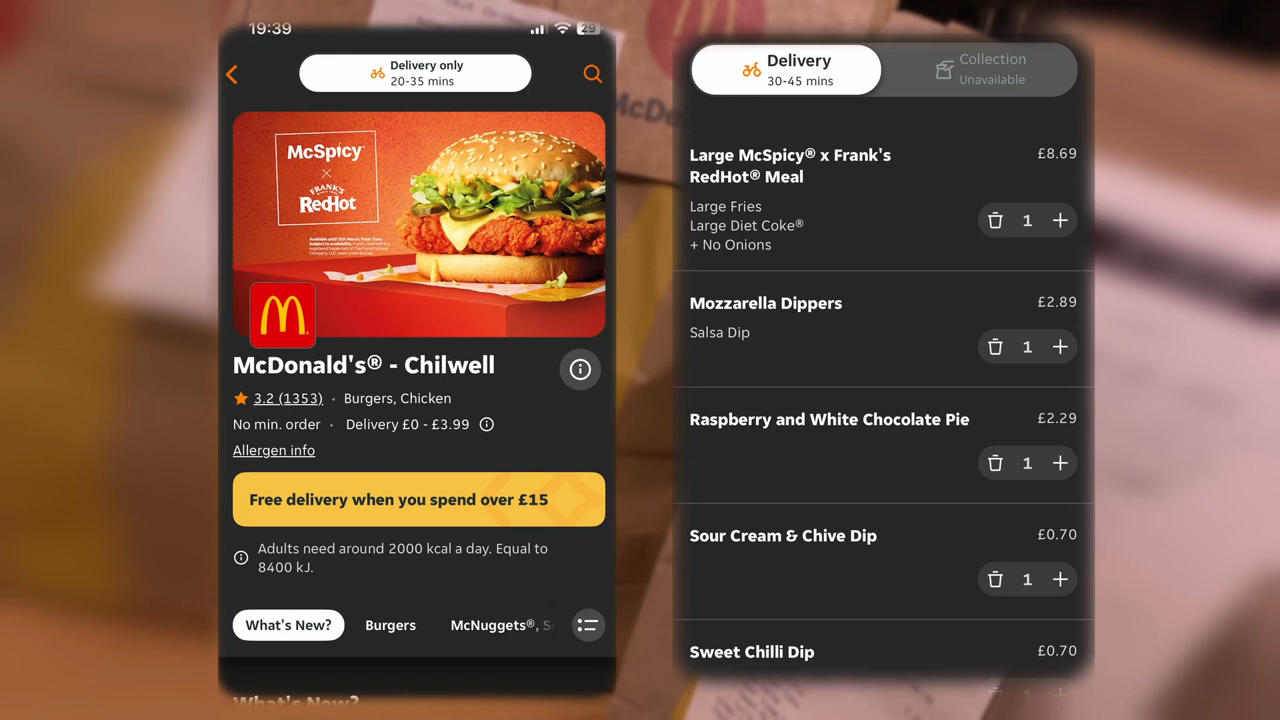 19:39
29
Delivery only
20-35 mins
McSpicy
×
FRANK'S
RedHot
McDonald's® - Chilwell
3.2 (1353) · Burgers, Chicken
No min. order · Delivery £0 - £3.99
Allergen info
Free delivery when you spend over £15
Adults need around 2000 kcal a day. Equal to
8400 kJ.
What's New?
Burgers
McNuggets®, S
What's New?
Delivery
30-45 mins
Collection
Unavailable
Large McSpicy® x Frank's
RedHot® Meal
£8.69
Large Fries
Large Diet Coke®
+ No Onions
1
Mozzarella Dippers
£2.89
Salsa Dip
1
Raspberry and White Chocolate Pie
£2.29
1
Sour Cream & Chive Dip
£0.70
1
Sweet Chilli Dip
£0.70